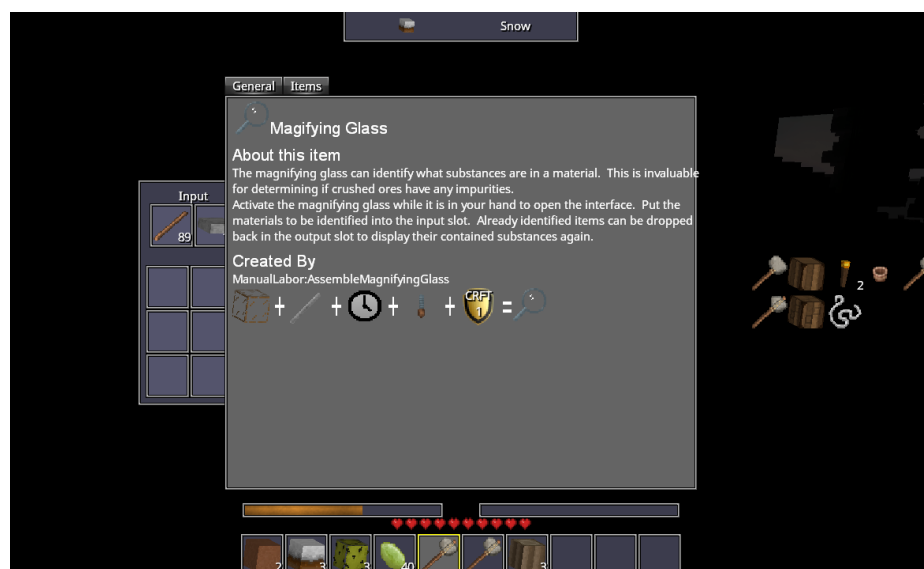 Snow
General Items
Magifying Glass
About this item
The magnifying glass can identify what substances are in a material. This is invaluable
for determining if crushed ores have any impurities.
Activate the magnifying glass while it is in your hand to open the interface. Put the
materials to be identified into the input slot. Already identified items can be dropped
back in the output slot to display their contained substances again.
Created By
ManualLabor:AssembleMagnifyingGlass
+ + + + CRFT 1 =
Input
89
2
2 3 3 40 3